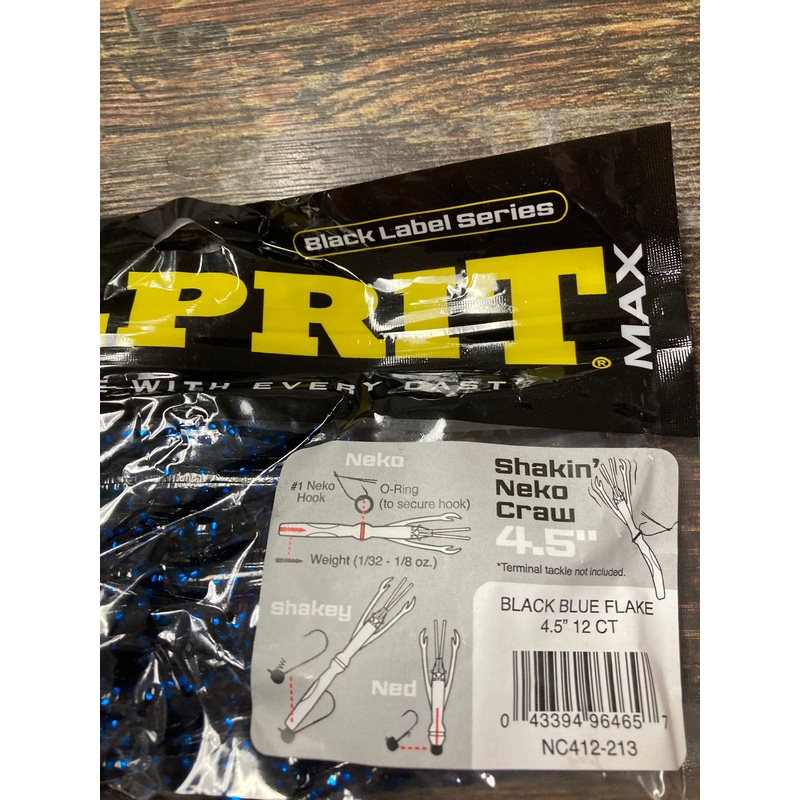 Black Label Series
LPRIT
®
MAX
WITH EVERY CAST
Neko
#1 Neko
Hook
O-Ring
(to secure hook)
Weight (1/32 - 1/8 oz.)
Shakin'
Neko
Craw
4.5"
*Terminal tackle not included.
Shakey
Ned
BLACK BLUE FLAKE
4.5" 12 CT
0 43394 96465 7
NC412-213